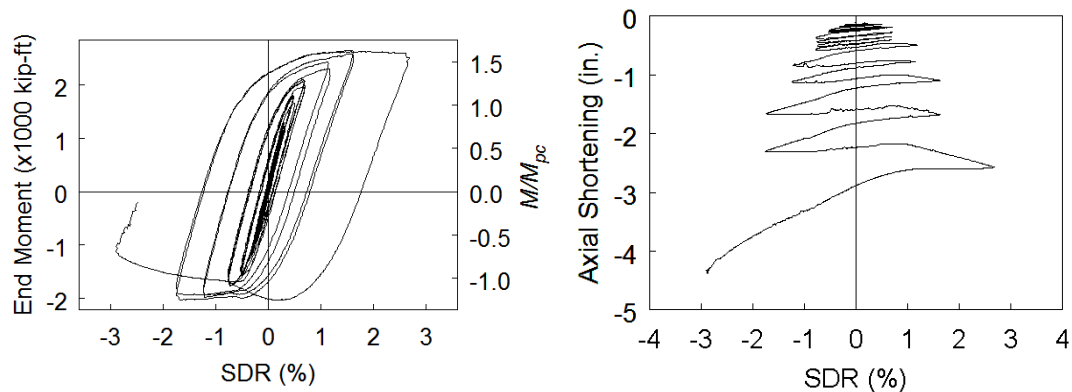 End Moment (x1000 kip-ft)
2
1
0
-1
-2
1.5
1.0
0.5
0.0
-0.5
-1.0
M/Mpc
-3 -2 -1 0 1 2 3
SDR (%)
Axial Shortening (in.)
0
-1
-2
-3
-4
-5
-4 -3 -2 -1 0 1 2 3 4
SDR (%)